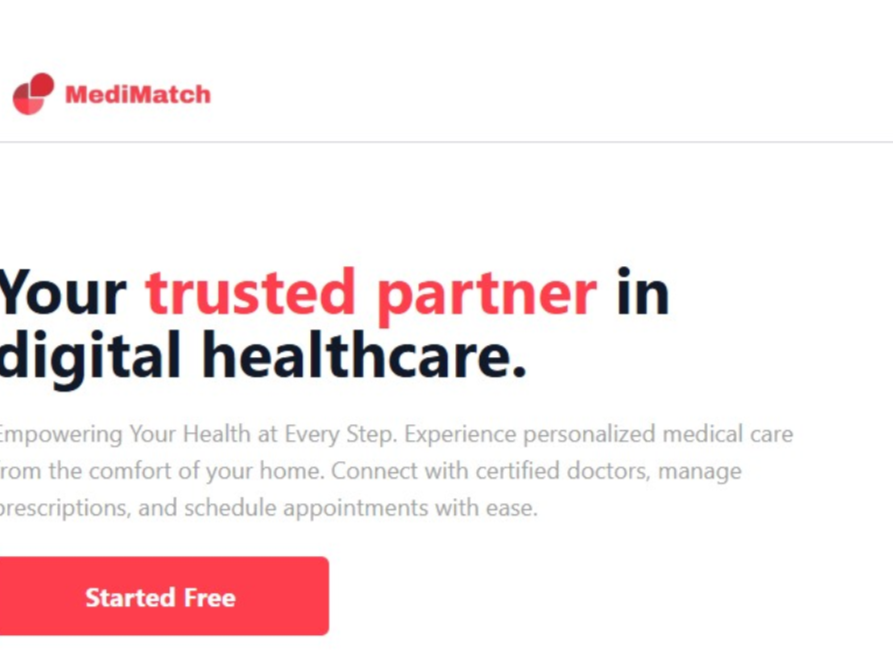 MediMatch
Your trusted partner in
digital healthcare.
Empowering Your Health at Every Step. Experience personalized medical care
from the comfort of your home. Connect with certified doctors, manage
prescriptions, and schedule appointments with ease.
Started Free